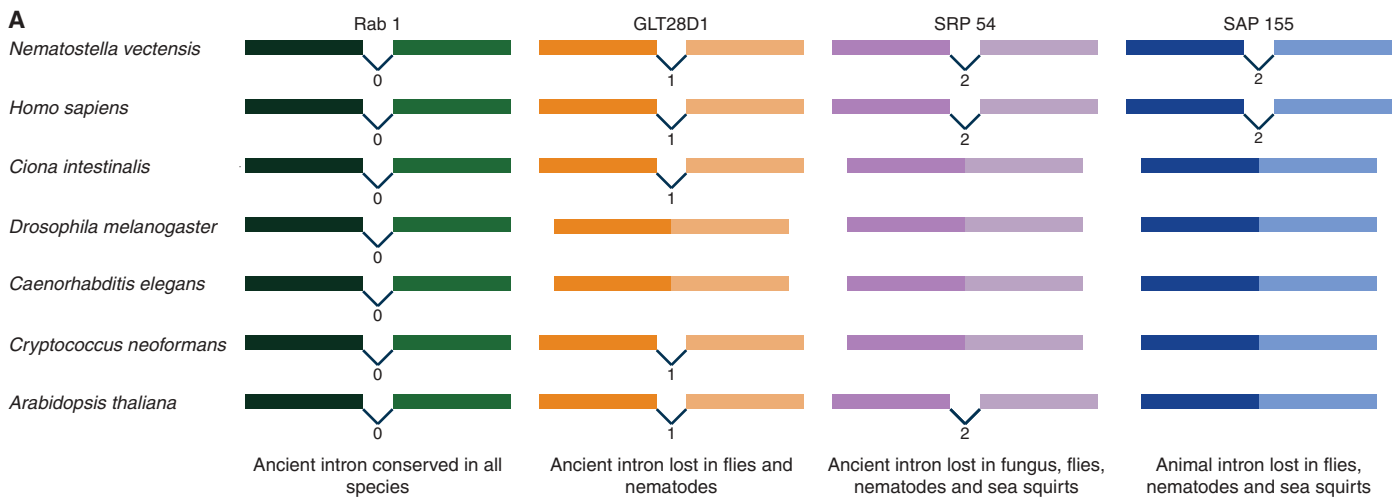 A
Rab 1 GLT28D1 SRP 54 SAP 155
Nematostella vectensis
0 1 2 2
Homo sapiens
0 1 2 2
Ciona intestinalis
0 1
Drosophila melanogaster
0
Caenorhabditis elegans
0
Cryptococcus neoformans
0 1
Arabidopsis thaliana
0 1 2
Ancient intron conserved in all
species
Ancient intron lost in flies and
nematodes
Ancient intron lost in fungus, flies,
nematodes and sea squirts
Animal intron lost in flies,
nematodes and sea squirts